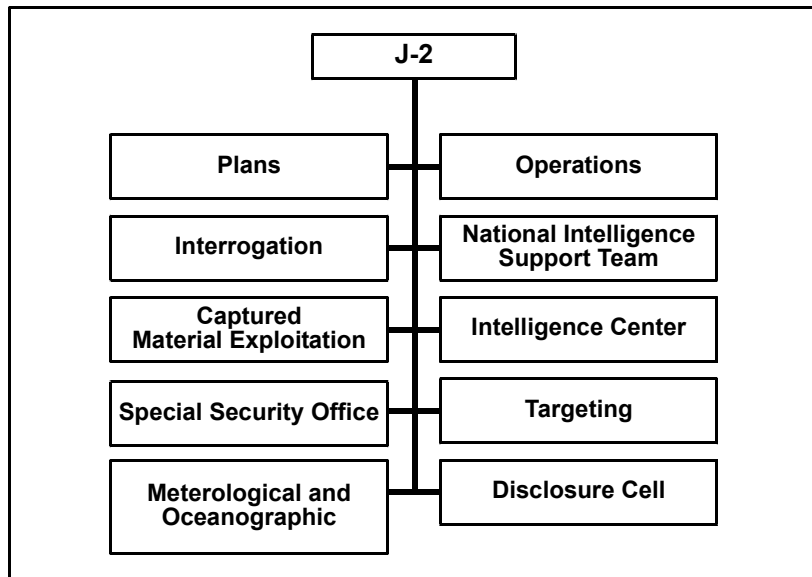 J-2
Plans
Operations
Interrogation
National Intelligence
Support Team
Captured
Material Exploitation
Intelligence Center
Special Security Office
Targeting
Meterological and
Oceanographic
Disclosure Cell